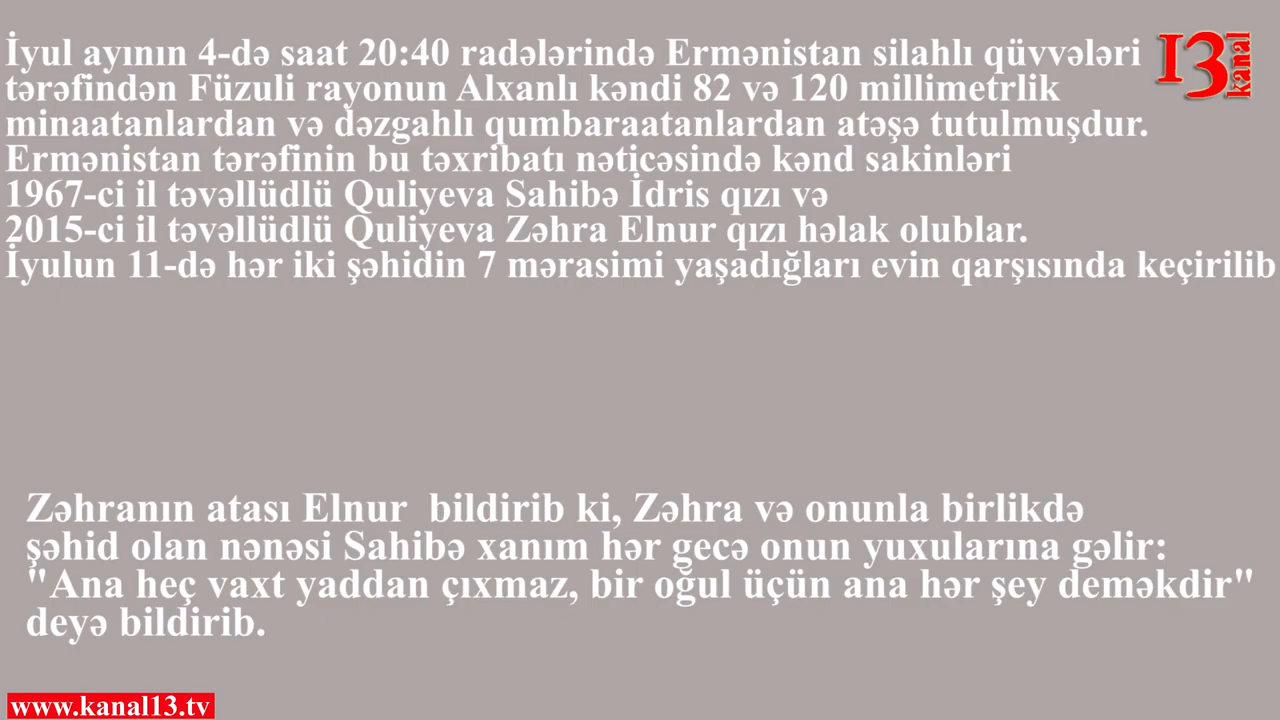 İyul ayının 4-də saat 20:40 radələrində Ermənistan silahlı qüvvələri
tərəfindən Füzuli rayonun Alxanlı kəndi 82 və 120 millimetrlik
minaatanlardan və dəzgahlı qumbaraatanlardan atəşə tutulmuşdur.
Ermənistan tərəfinin bu təxribatı nəticəsində kənd sakinləri
1967-ci il təvəllüdlü Quliyeva Sahibə İdris qızı və
2015-ci il təvəllüdlü Quliyeva Zəhra Elnur qızı həlak olublar.
İyulun 11-də hər iki şəhidin 7 mərasimi yaşadığları evin qarşısında keçirilib
13 kanal
Zəhranın atası Elnur bildirib ki, Zəhra və onunla birlikdə
şəhid olan nənəsi Sahibə xanım hər gecə onun yuxularına gəlir:
"Ana heç vaxt yaddan çıxmaz, bir oğul üçün ana hər şey deməkdir"
deyə bildirib.
www.kanal13.tv